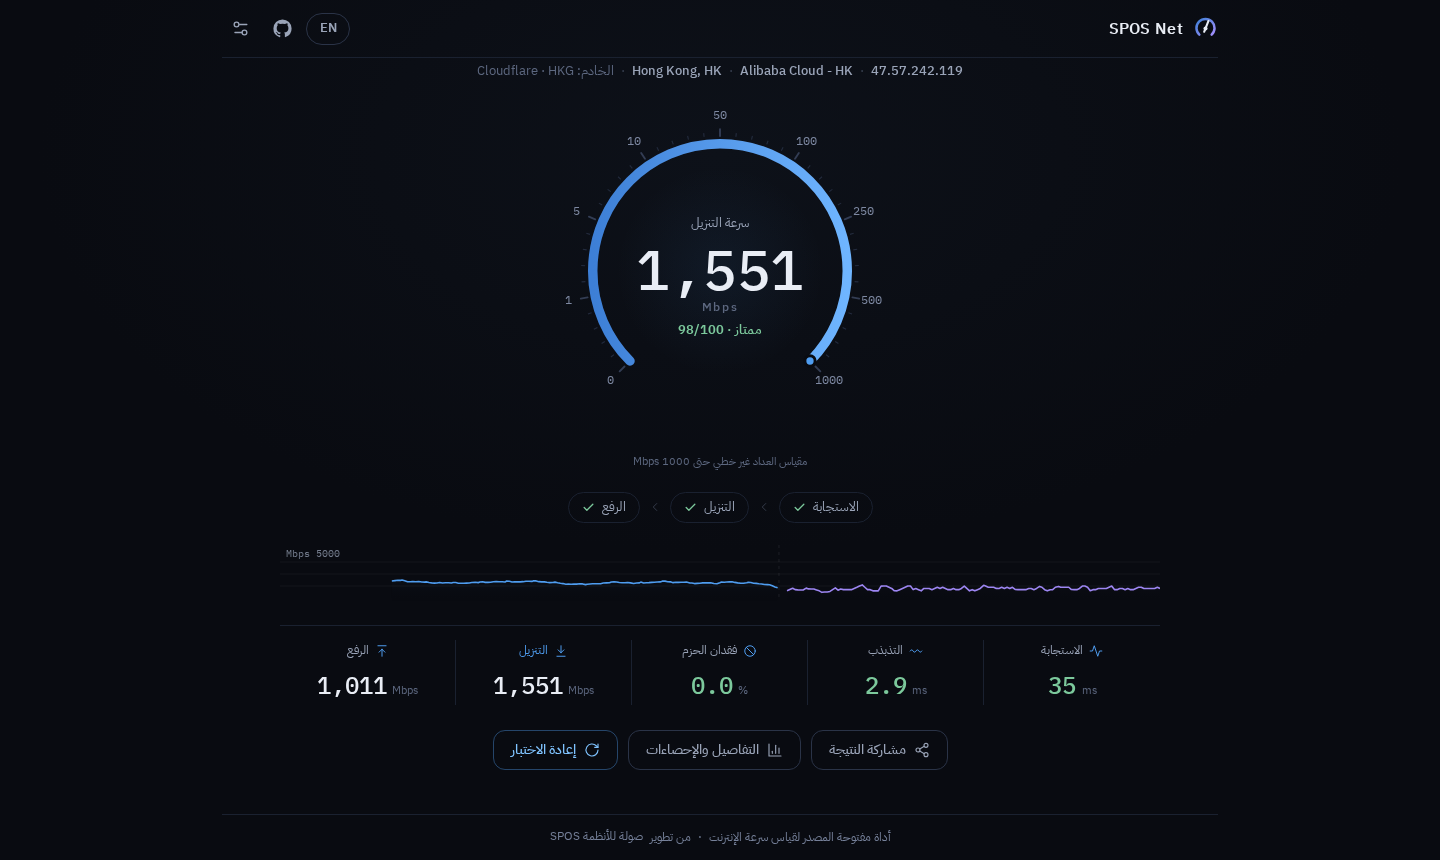 SPOS Net
EN
47.57.242.119 · Alibaba Cloud - HK · Hong Kong, HK · الخادم: Cloudflare · HKG
50
10
100
5
250
1
500
0
1000
سرعة التنزيل
1,551
Mbps
ممتاز · 98/100
مقياس العداد غير خطي حتى 1000 Mbps
الاستجابة
التنزيل
الرفع
Mbps 5000
الاستجابة
35 ms
التذبذب
2.9 ms
فقدان الحزم
0.0 %
التنزيل
1,551 Mbps
الرفع
1,011 Mbps
مشاركة النتيجة
التفاصيل والإحصاءات
إعادة الاختبار
أداة مفتوحة المصدر لقياس سرعة الإنترنت · من تطوير صولة للأنظمة SPOS